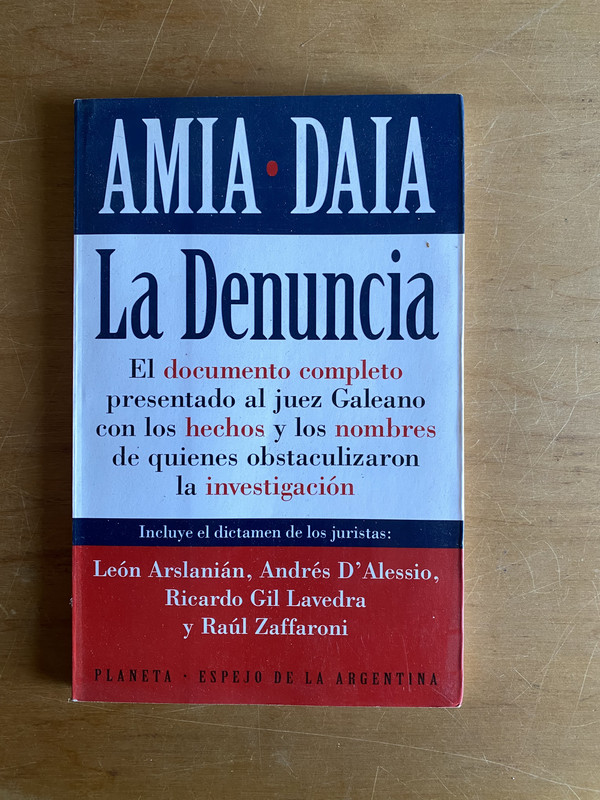 AMIA · DAIA
La Denuncia
El documento completo
presentado al juez Galeano
con los hechos y los nombres
de quienes obstaculizaron
la investigación
Incluye el dictamen de los juristas:
León Arslanián, Andrés D'Alessio,
Ricardo Gil Lavedra
y Raúl Zaffaroni
PLANETA · ESPEJO DE LA ARGENTINA